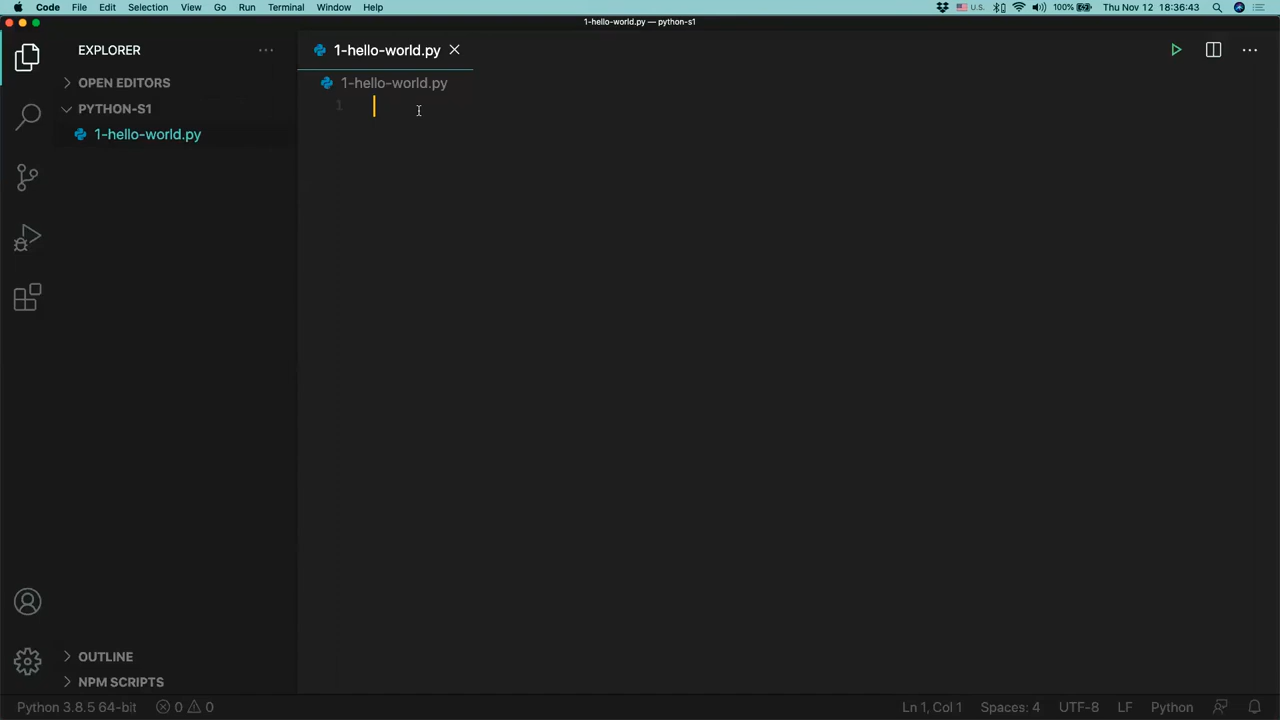 Code File Edit Selection View Go Run Terminal Window Help U.S. 100% Thu Nov 12 18:36:43
1-hello-world.py — python-s1
EXPLORER
OPEN EDITORS
PYTHON-S1
1-hello-world.py
1-hello-world.py
1-hello-world.py
1
OUTLINE
NPM SCRIPTS
Python 3.8.5 64-bit 0 0 Ln 1, Col 1 Spaces: 4 UTF-8 LF Python